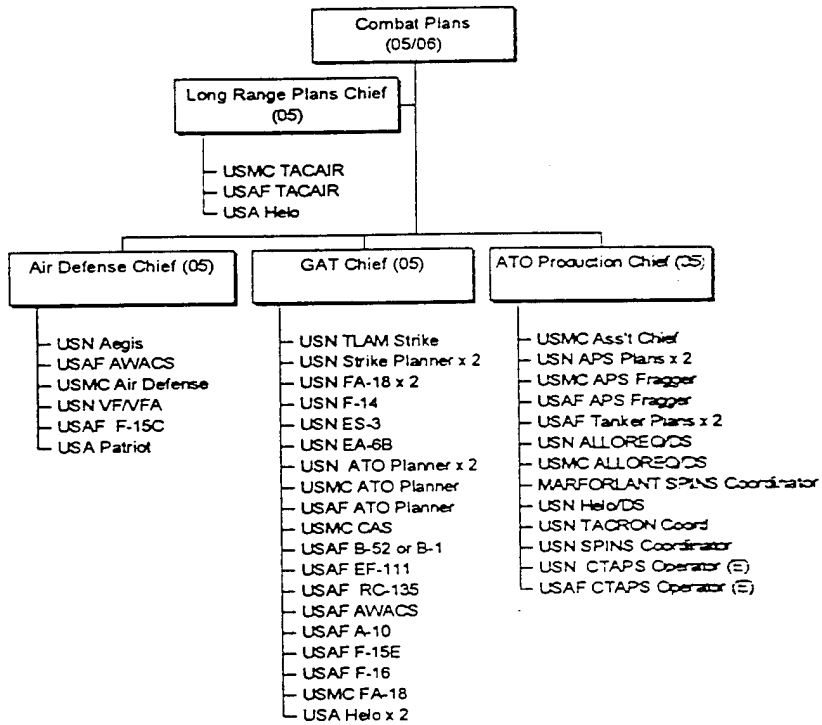 Combat Plans
(05/06)
Long Range Plans Chief
(05)
USMC TACAIR
USAF TACAIR
USA Helo
Air Defense Chief (05)
USN Aegis
USAF AWACS
USMC Air Defense
USN VF/VFA
USAF F-15C
USA Patriot
GAT Chief (05)
USN TLAM Strike
USN Strike Planner x 2
USN FA-18 x 2
USN F-14
USN ES-3
USN EA-6B
USN ATO Planner x 2
USMC ATO Planner
USAF ATO Planner
USMC CAS
USAF B-52 or B-1
USAF EF-111
USAF RC-135
USAF AWACS
USAF A-10
USAF F-15E
USAF F-16
USMC FA-18
USA Helo x 2
ATO Production Chief (05)
USMC Ass't Chief
USN APS Plans x 2
USMC APS Fragger
USAF APS Fragger
USAF Tanker Plans x 2
USN ALLOREQ/DS
USMC ALLOREQ/DS
MARFORLANT SPINS Coordinator
USN Helo/DS
USN TACRON Coord
USN SPINS Coordinator
USN CTAPS Operator (E)
USAF CTAPS Operator (E)